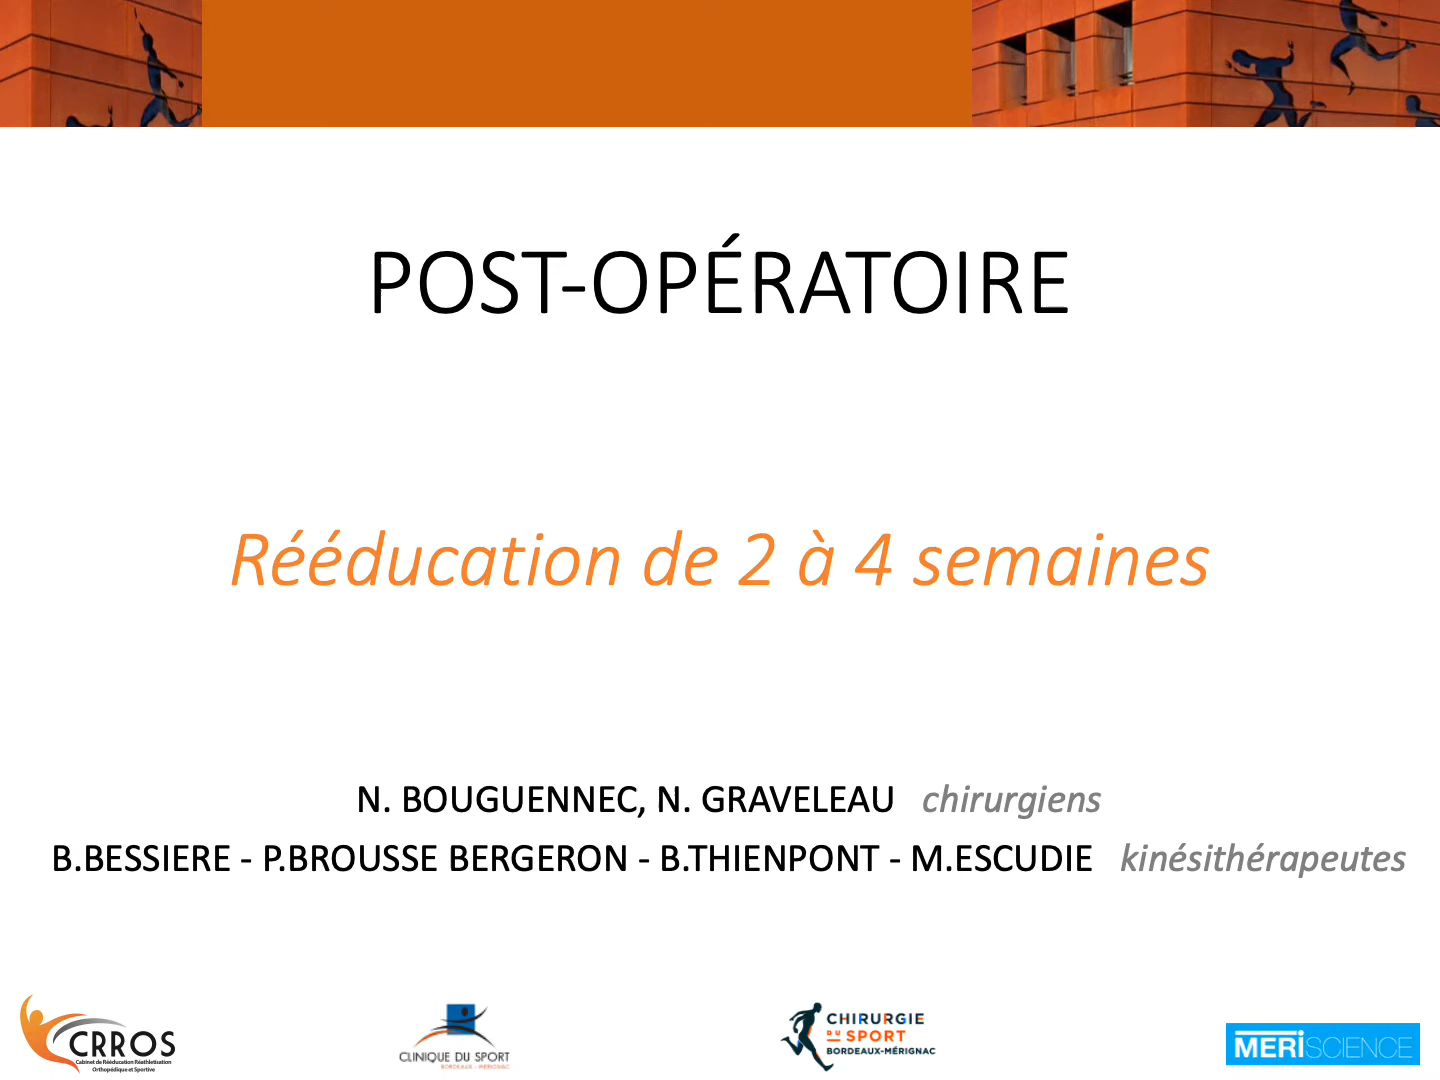 POST-OPÉRATOIRE
Rééducation de 2 à 4 semaines
N. BOUGUENNEC, N. GRAVELEAU chirurgiens
B.BESSIERE - P.BROUSSE BERGERON - B.THIENPONT - M.ESCUDIE kinésithérapeutes
CRROS
Cabinet de Rééducation Réathlétisation
Orthopédique et Sportive
CLINIQUE DU SPORT
BORDEAUX - MÉRIGNAC
CHIRURGIE
DU SPORT
BORDEAUX-MÉRIGNAC
MERISCIENCE